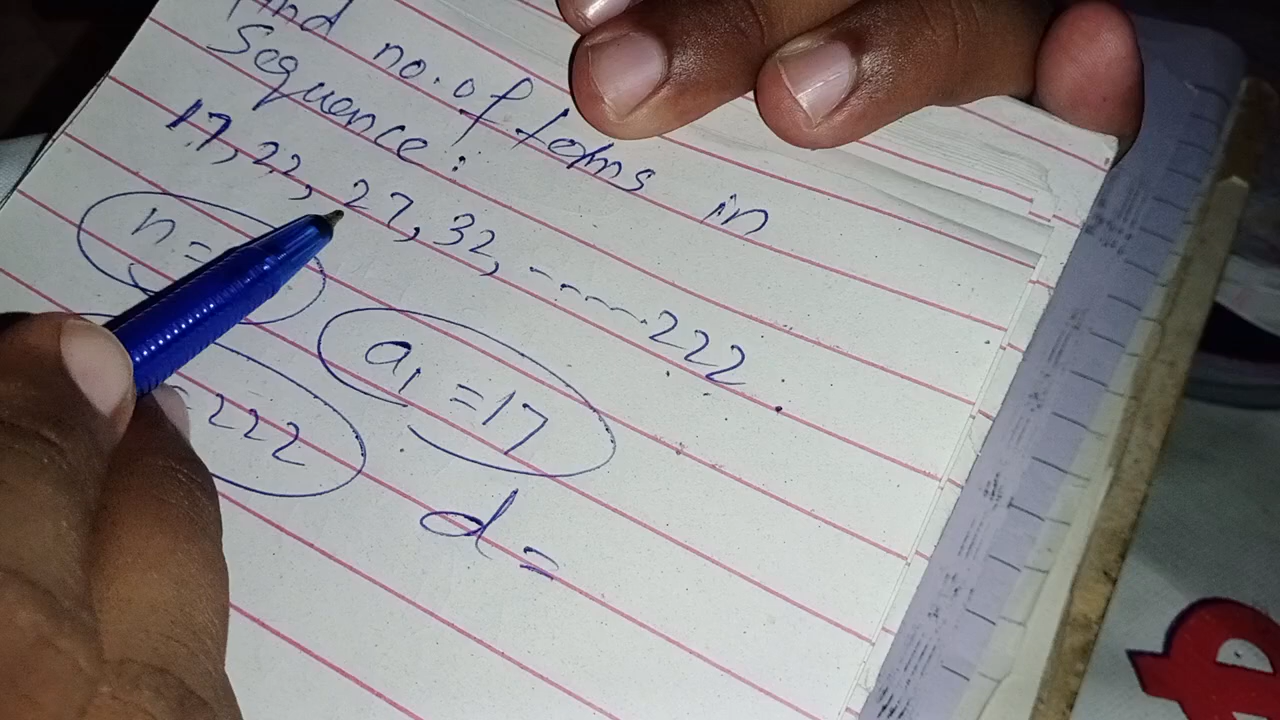 find no. of terms in
Sequence :
17, 22, 27, 32, ------ 222.
n =
a₁ = 17
222
d =